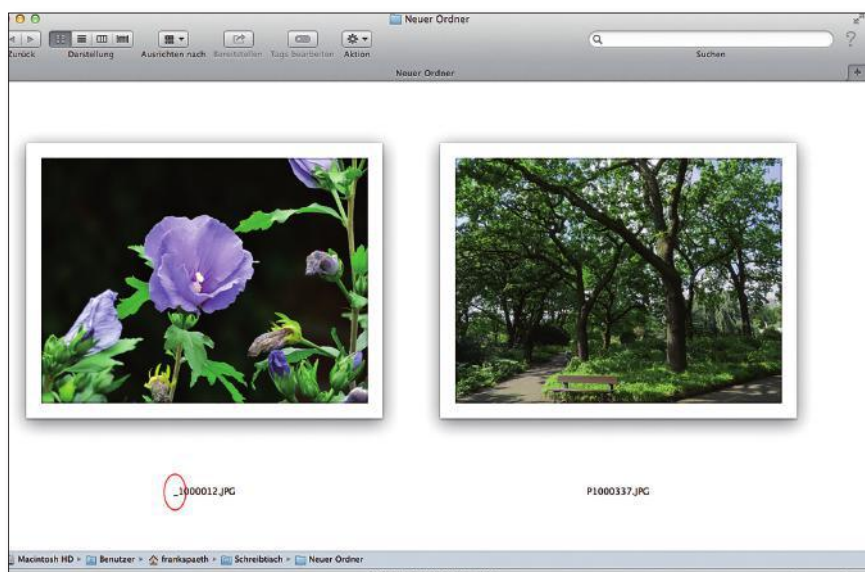 Neuer Ordner
Zurück Darstellung Ausrichten nach Bereitstellen Tags bearbeiten Aktion Suchen
Neuer Ordner
_1000012.JPG P1000337.JPG
Macintosh HD Benutzer frankspaeth Schreibtisch Neuer Ordner